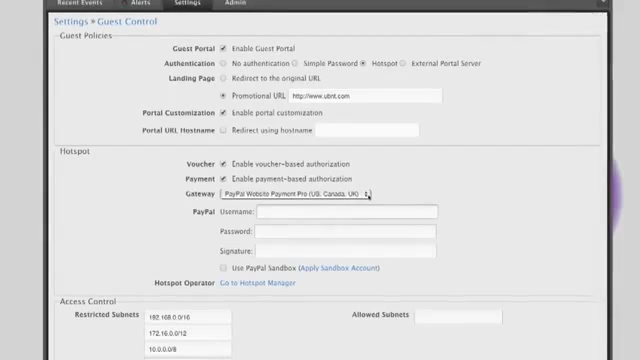 Recent Events Alerts Settings Admin
Settings » Guest Control
Guest Policies
Guest Portal Enable Guest Portal
Authentication No authentication Simple Password Hotspot External Portal Server
Landing Page Redirect to the original URL
Promotional URL http://www.ubnt.com
Portal Customization Enable portal customization
Portal URL Hostname Redirect using hostname
Hotspot
Voucher Enable voucher-based authorization
Payment Enable payment-based authorization
Gateway PayPal Website Payment Pro (US, Canada, UK)
PayPal Username:
Password:
Signature:
Use PayPal Sandbox (Apply Sandbox Account)
Hotspot Operator Go to Hotspot Manager
Access Control
Restricted Subnets 192.168.0.0/16 Allowed Subnets
172.16.0.0/12
10.0.0.0/8